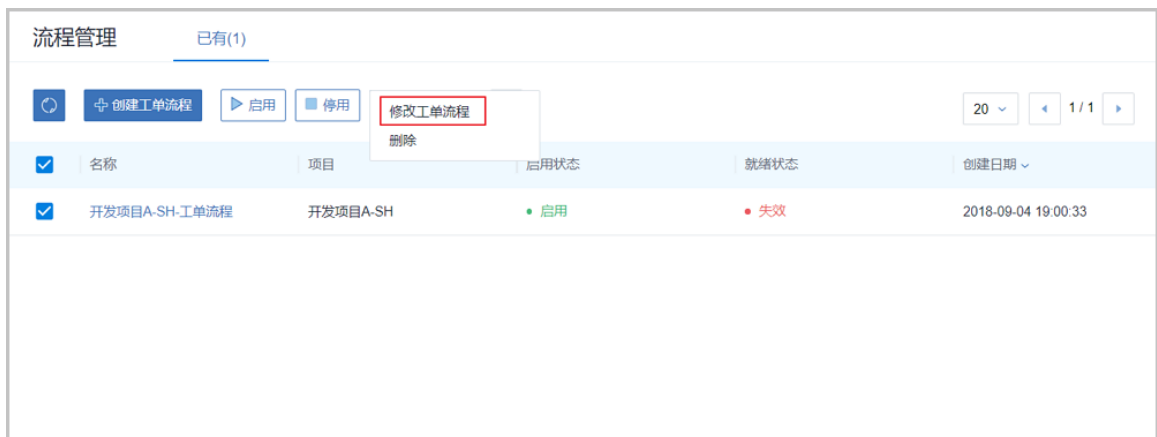 流程管理 已有(1)
创建工单流程 启用 停用 修改工单流程 20 1 / 1
删除
名称 项目 启用状态 就绪状态 创建日期
开发项目A-SH-工单流程 开发项目A-SH 启用 失效 2018-09-04 19:00:33